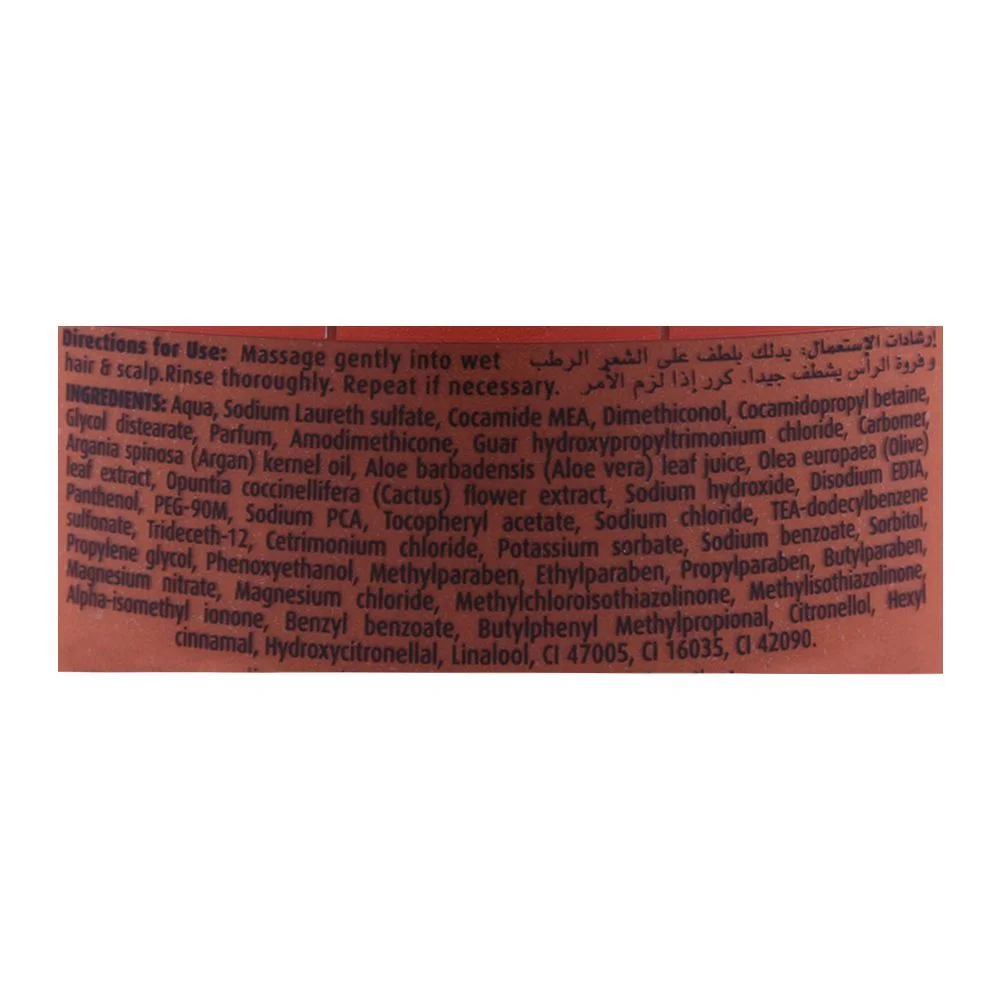 Directions for Use: Massage gently into wet
hair & scalp.Rinse thoroughly. Repeat if necessary.
إرشادات الإستعمال: يدلك بلطف على الشعر الرطب
وفروة الرأس يشطف جيدا. كرر إذا لزم الأمر.
INGREDIENTS: Aqua, Sodium Laureth sulfate, Cocamide MEA, Dimethiconol, Cocamidopropyl betaine,
Glycol distearate, Parfum, Amodimethicone, Guar hydroxypropyltrimonium chloride, Carbomer,
Argania spinosa (Argan) kernel oil, Aloe barbadensis (Aloe vera) leaf juice, Olea europaea (Olive)
leaf extract, Opuntia coccinellifera (Cactus) flower extract, Sodium hydroxide, Disodium EDTA,
Panthenol, PEG-90M, Sodium PCA, Tocopheryl acetate, Sodium chloride, TEA-dodecylbenzene
sulfonate, Trideceth-12, Cetrimonium chloride, Potassium sorbate, Sodium benzoate, Sorbitol,
Propylene glycol, Phenoxyethanol, Methylparaben, Ethylparaben, Propylparaben, Butylparaben,
Magnesium nitrate, Magnesium chloride, Methylchloroisothiazolinone, Methylisothiazolinone,
Alpha-isomethyl ionone, Benzyl benzoate, Butylphenyl Methylpropional, Citronellol, Hexyl
cinnamal, Hydroxycitronellal, Linalool, CI 47005, CI 16035, CI 42090.